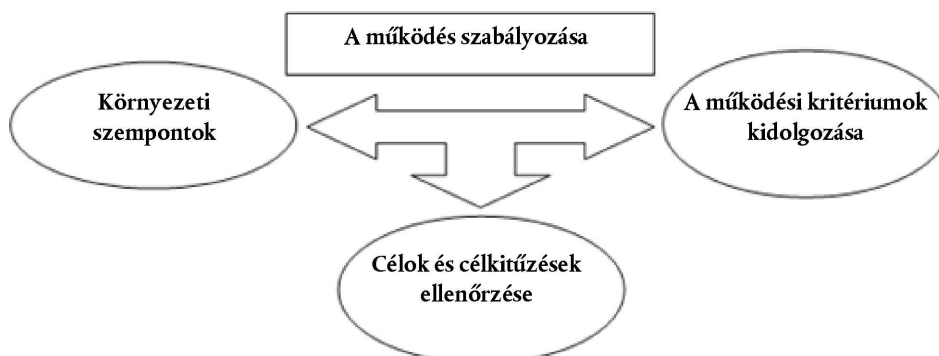 A működés szabályozása
Környezeti
szempontok
A működési kritériumok
kidolgozása
Célok és célkitűzések
ellenőrzése